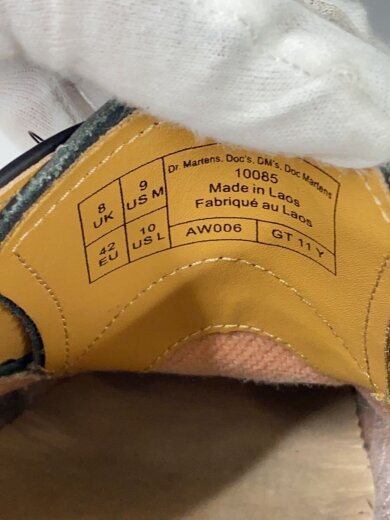 8 UK
9 US M
42 EU
10 US L
Dr. Martens, Doc's, DM's, Doc Martens
10085
Made in Laos
Fabriqué au Laos
AW006
GT 11 Y